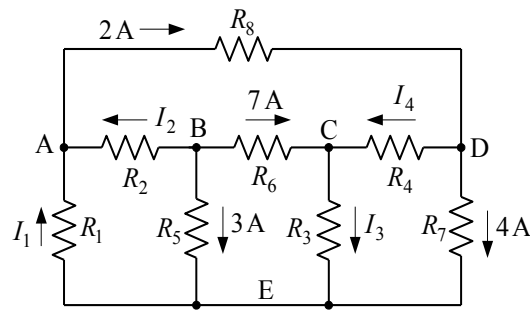 2 A R8
A I2 B 7 A C I4 D
R2 R6 R4
I1 R1 R5 3 A R3 I3 R7 4 A
E